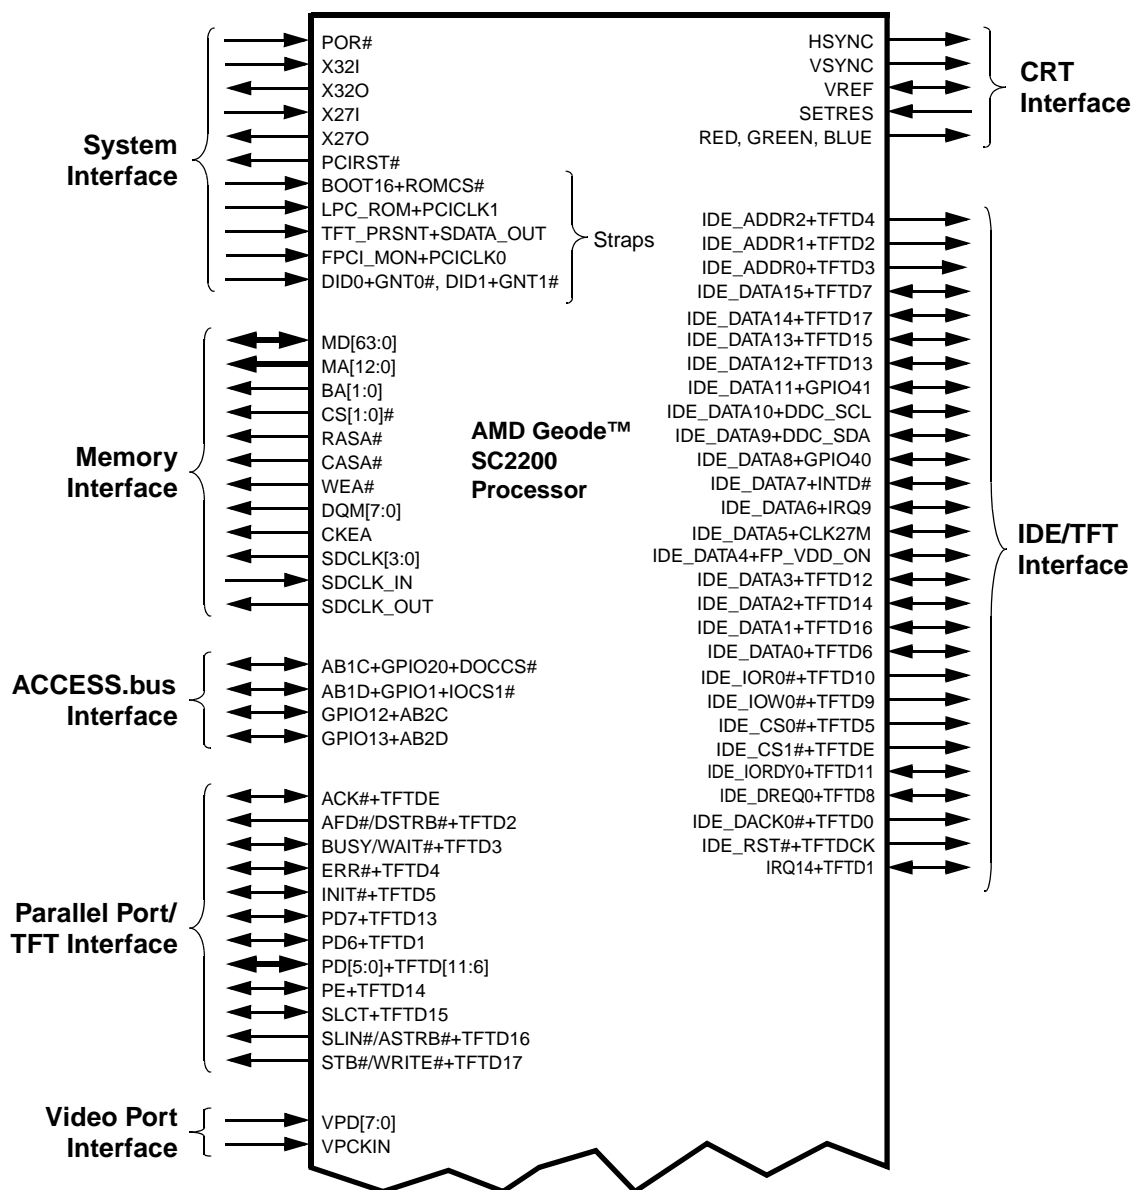 System
Interface
POR#
X32I
X32O
X27I
X27O
PCIRST#
BOOT16+ROMCS#
LPC_ROM+PCICLK1
TFT_PRSNT+SDATA_OUT
FPCI_MON+PCICLK0
DID0+GNT0#, DID1+GNT1#
Straps
Memory
Interface
MD[63:0]
MA[12:0]
BA[1:0]
CS[1:0]#
RASA#
CASA#
WEA#
DQM[7:0]
CKEA
SDCLK[3:0]
SDCLK_IN
SDCLK_OUT
ACCESS.bus
Interface
AB1C+GPIO20+DOCCS#
AB1D+GPIO1+IOCS1#
GPIO12+AB2C
GPIO13+AB2D
Parallel Port/
TFT Interface
ACK#+TFTDE
AFD#/DSTRB#+TFTD2
BUSY/WAIT#+TFTD3
ERR#+TFTD4
INIT#+TFTD5
PD7+TFTD13
PD6+TFTD1
PD[5:0]+TFTD[11:6]
PE+TFTD14
SLCT+TFTD15
SLIN#/ASTRB#+TFTD16
STB#/WRITE#+TFTD17
Video Port
Interface
VPD[7:0]
VPCKIN
AMD Geode™
SC2200
Processor
HSYNC
VSYNC
VREF
SETRES
RED, GREEN, BLUE
CRT
Interface
IDE_ADDR2+TFTD4
IDE_ADDR1+TFTD2
IDE_ADDR0+TFTD3
IDE_DATA15+TFTD7
IDE_DATA14+TFTD17
IDE_DATA13+TFTD15
IDE_DATA12+TFTD13
IDE_DATA11+GPIO41
IDE_DATA10+DDC_SCL
IDE_DATA9+DDC_SDA
IDE_DATA8+GPIO40
IDE_DATA7+INTD#
IDE_DATA6+IRQ9
IDE_DATA5+CLK27M
IDE_DATA4+FP_VDD_ON
IDE_DATA3+TFTD12
IDE_DATA2+TFTD14
IDE_DATA1+TFTD16
IDE_DATA0+TFTD6
IDE_IOR0#+TFTD10
IDE_IOW0#+TFTD9
IDE_CS0#+TFTD5
IDE_CS1#+TFTDE
IDE_IORDY0+TFTD11
IDE_DREQ0+TFTD8
IDE_DACK0#+TFTD0
IDE_RST#+TFTDCK
IRQ14+TFTD1
IDE/TFT
Interface